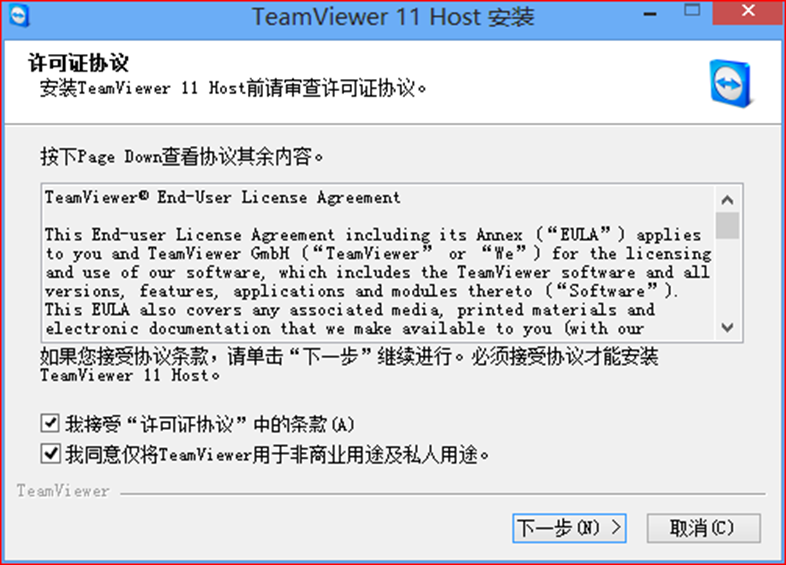 TeamViewer 11 Host 安装
许可证协议
安装TeamViewer 11 Host前请审查许可证协议。
按下Page Down查看协议其余内容。
TeamViewer® End-User License Agreement
This End-user License Agreement including its Annex (“EULA”) applies
to you and TeamViewer GmbH (“TeamViewer” or “We”) for the licensing
and use of our software, which includes the TeamViewer software and all
versions, features, applications and modules thereto (“Software”).
This EULA also covers any associated media, printed materials and
electronic documentation that we make available to you (with our
如果您接受协议条款，请单击“下一步”继续进行。必须接受协议才能安装
TeamViewer 11 Host。
我接受“许可证协议”中的条款(A)
我同意仅将TeamViewer用于非商业用途及私人用途。
TeamViewer
下一步(N) > 取消(C)